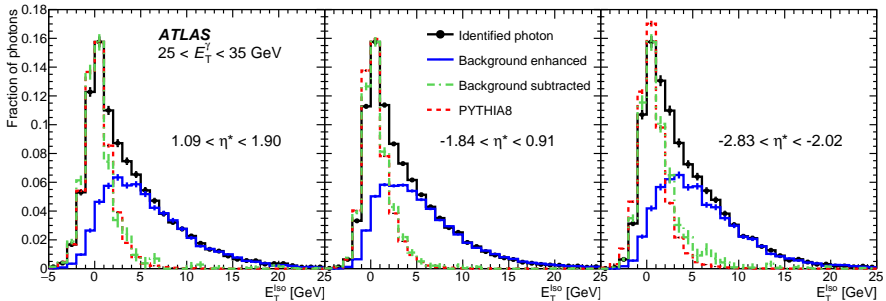 Fraction of photons
0.18
0.16
0.14
0.12
0.1
0.08
0.06
0.04
0.02
0
ATLAS
25 < E_T^γ < 35 GeV
1.09 < η* < 1.90
−5 0 5 10 15 20 25
E_T^Iso [GeV]
Identified photon
Background enhanced
Background subtracted
PYTHIA8
-1.84 < η* < 0.91
0 5 10 15 20 25
E_T^Iso [GeV]
-2.83 < η* < -2.02
0 5 10 15 20 25
E_T^Iso [GeV]